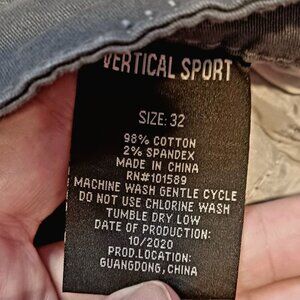 VERTICAL SPORT
SIZE: 32
98% COTTON
2% SPANDEX
MADE IN CHINA
RN#101589
MACHINE WASH GENTLE CYCLE
DO NOT USE CHLORINE WASH
TUMBLE DRY LOW
DATE OF PRODUCTION:
10/2020
PROD.LOCATION:
GUANGDONG,CHINA